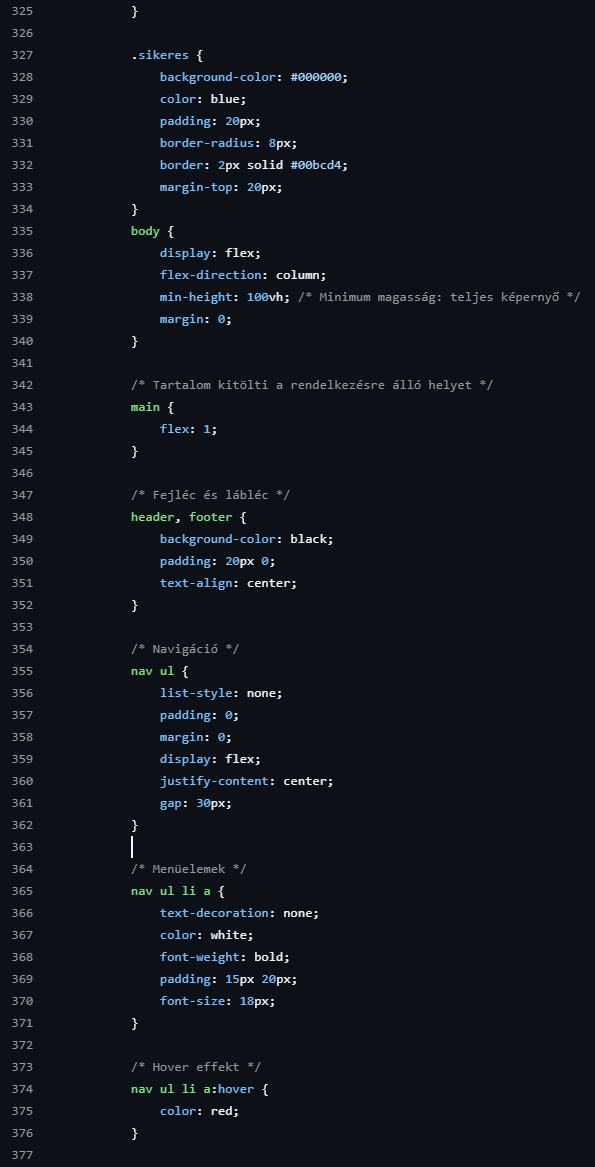 325 }
326
327 .sikeres {
328 background-color: #000000;
329 color: blue;
330 padding: 20px;
331 border-radius: 8px;
332 border: 2px solid #00bcd4;
333 margin-top: 20px;
334 }
335 body {
336 display: flex;
337 flex-direction: column;
338 min-height: 100vh; /* Minimum magasság: teljes képernyő */
339 margin: 0;
340 }
341
342 /* Tartalom kitölti a rendelkezésre álló helyet */
343 main {
344 flex: 1;
345 }
346
347 /* Fejléc és lábléc */
348 header, footer {
349 background-color: black;
350 padding: 20px 0;
351 text-align: center;
352 }
353
354 /* Navigáció */
355 nav ul {
356 list-style: none;
357 padding: 0;
358 margin: 0;
359 display: flex;
360 justify-content: center;
361 gap: 30px;
362 }
363
364 /* Menüelemek */
365 nav ul li a {
366 text-decoration: none;
367 color: white;
368 font-weight: bold;
369 padding: 15px 20px;
370 font-size: 18px;
371 }
372
373 /* Hover effekt */
374 nav ul li a:hover {
375 color: red;
376 }
377